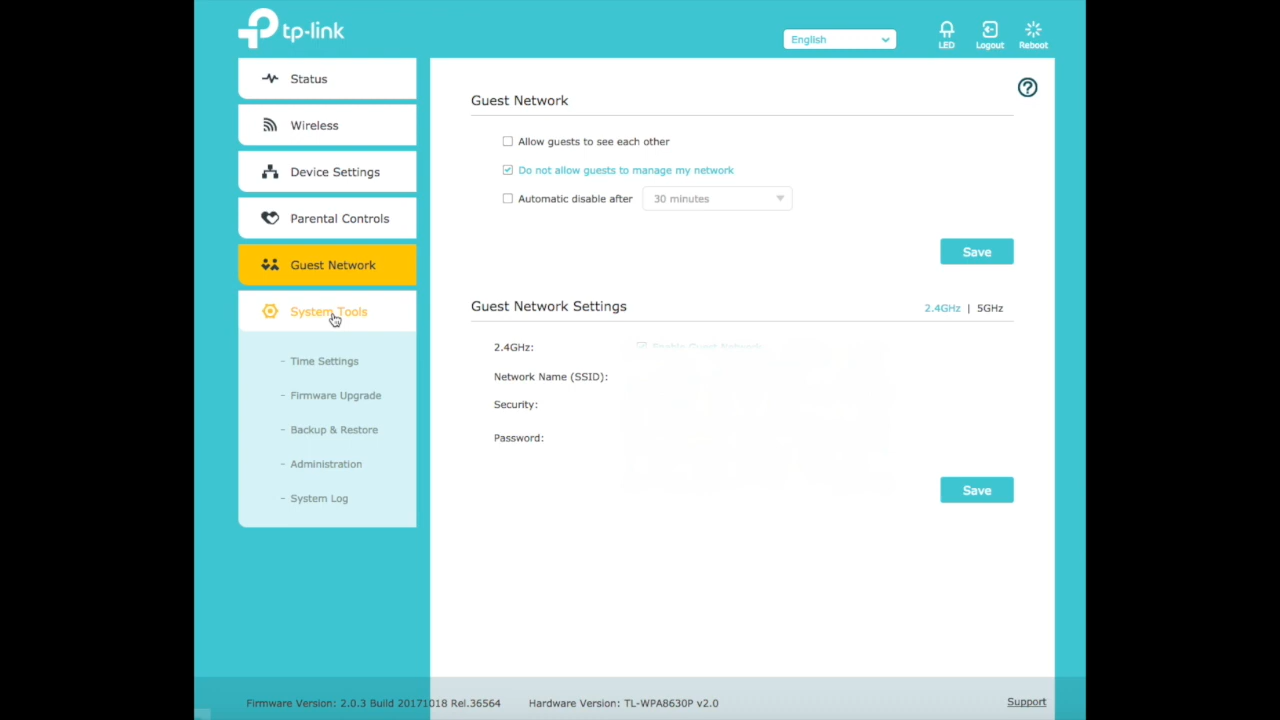 tp-link
English
LED
Logout
Reboot
Status
Wireless
Device Settings
Parental Controls
Guest Network
System Tools
- Time Settings
- Firmware Upgrade
- Backup & Restore
- Administration
- System Log
Guest Network
Allow guests to see each other
Do not allow guests to manage my network
Automatic disable after 30 minutes
Save
Guest Network Settings 2.4GHz | 5GHz
2.4GHz: Enable Guest Network
Network Name (SSID):
Security:
Password:
Save
Firmware Version: 2.0.3 Build 20171018 Rel.36564 Hardware Version: TL-WPA8630P v2.0 Support